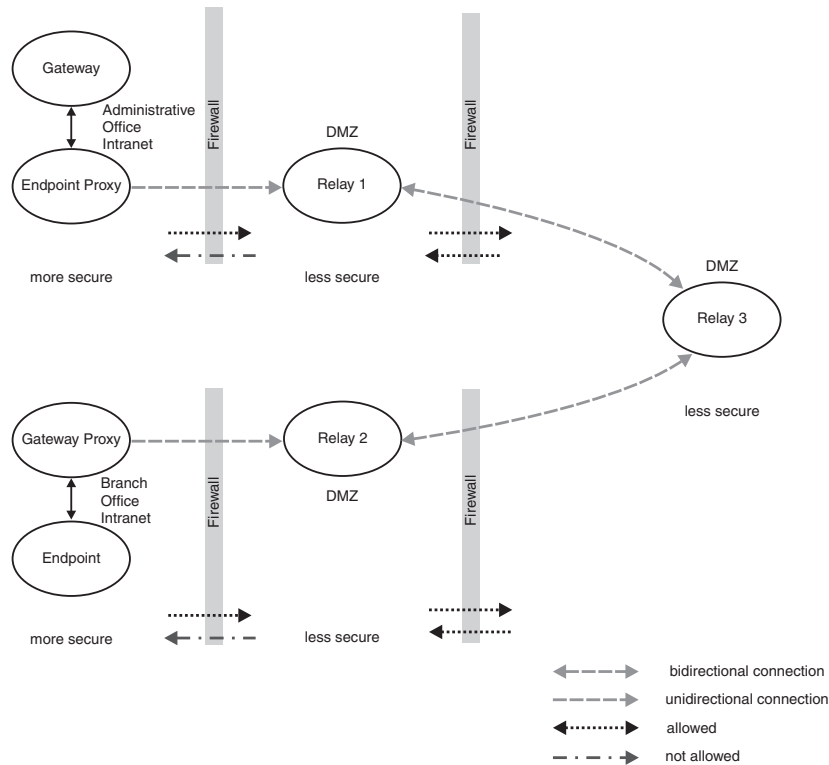 Gateway
Administrative
Office
Intranet
Endpoint Proxy
Firewall
DMZ
Relay 1
Firewall
more secure
less secure
DMZ
Relay 3
less secure
Gateway Proxy
Branch
Office
Intranet
Endpoint
Firewall
Relay 2
DMZ
Firewall
more secure
less secure
bidirectional connection
unidirectional connection
allowed
not allowed